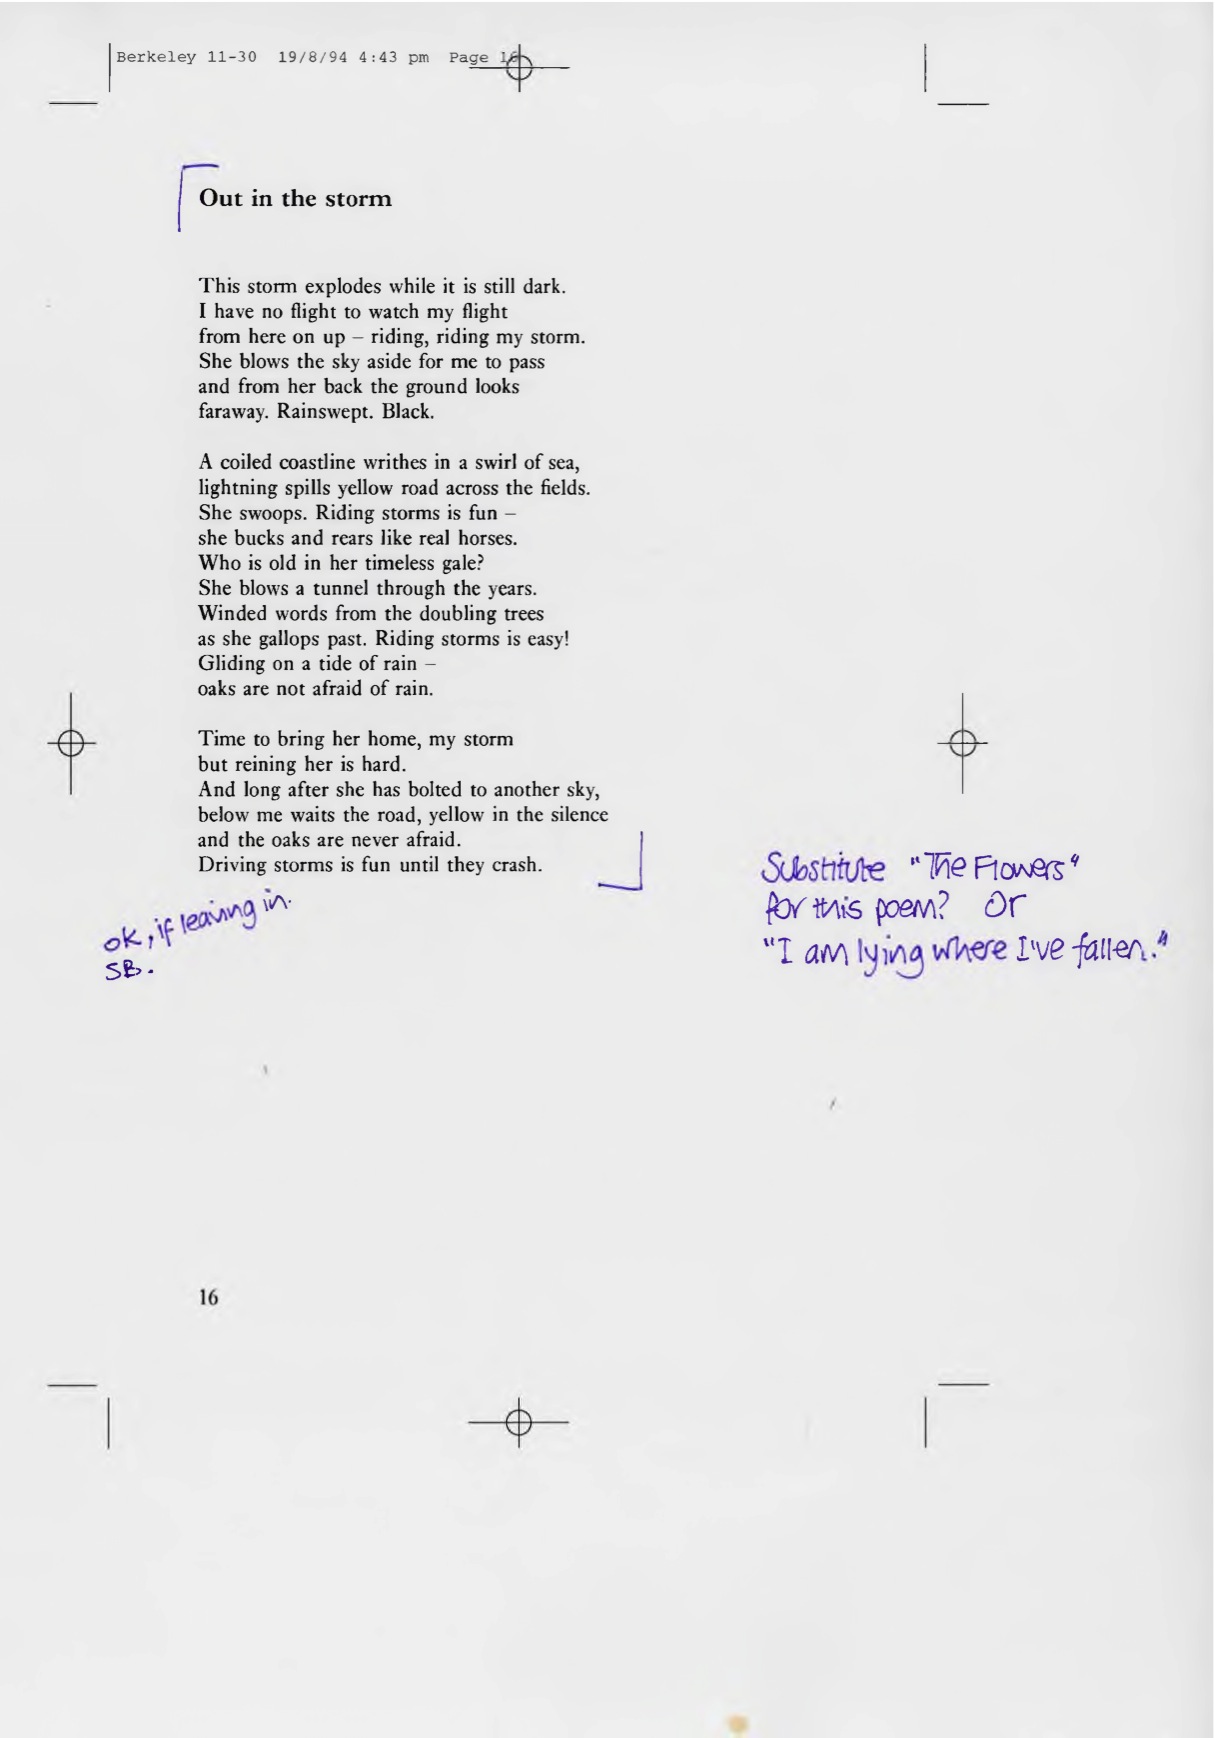 Berkeley 11-30 19/8/94 4:43 pm Page 16
Out in the storm
This storm explodes while it is still dark.
I have no flight to watch my flight
from here on up – riding, riding my storm.
She blows the sky aside for me to pass
and from her back the ground looks
faraway. Rainswept. Black.
A coiled coastline writhes in a swirl of sea,
lightning spills yellow road across the fields.
She swoops. Riding storms is fun –
she bucks and rears like real horses.
Who is old in her timeless gale?
She blows a tunnel through the years.
Winded words from the doubling trees
as she gallops past. Riding storms is easy!
Gliding on a tide of rain –
oaks are not afraid of rain.
Time to bring her home, my storm
but reining her is hard.
And long after she has bolted to another sky,
below me waits the road, yellow in the silence
and the oaks are never afraid.
Driving storms is fun until they crash.
ok, if leaving in.
SB.
Substitute "The Flowers"
for this poem? Or
"I am lying where I've fallen."
16